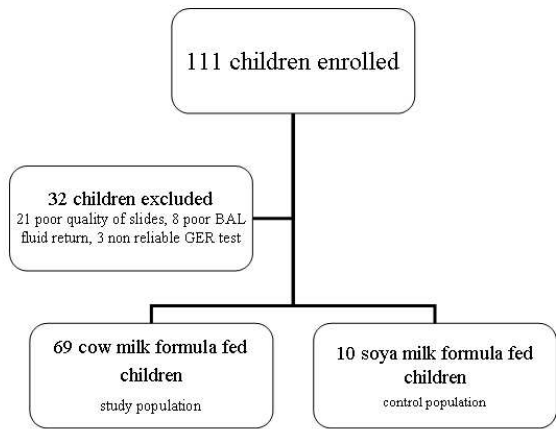 111 children enrolled
32 children excluded
21 poor quality of slides, 8 poor BAL
fluid return, 3 non reliable GER test
69 cow milk formula fed
children
study population
10 soya milk formula fed
children
control population